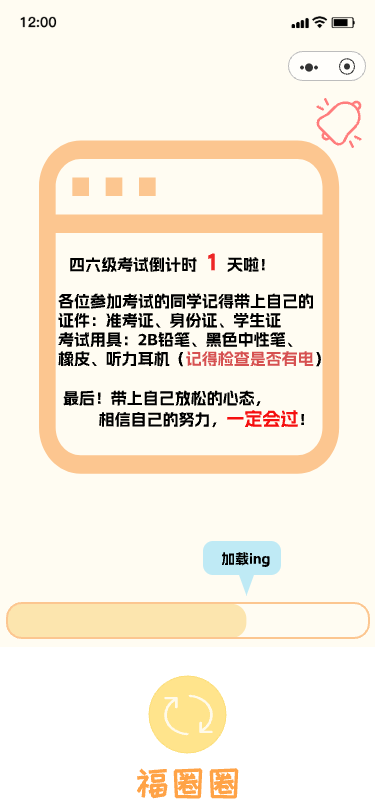 12:00
四六级考试倒计时 1 天啦！
各位参加考试的同学记得带上自己的
证件：准考证、身份证、学生证
考试用具：2B铅笔、黑色中性笔、
橡皮、听力耳机（记得检查是否有电）
最后！带上自己放松的心态，
相信自己的努力，一定会过！
加载ing
福圈圈